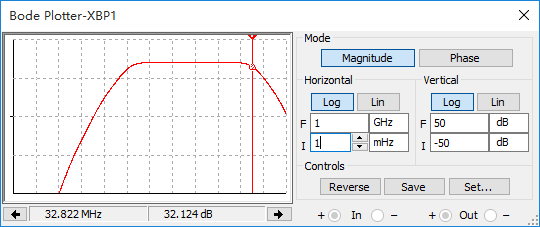 Bode Plotter-XBP1
Mode
Magnitude Phase
Horizontal Vertical
Log Lin Log Lin
F 1 GHz F 50 dB
I 1 mHz I -50 dB
Controls
Reverse Save Set...
32.822 MHz 32.124 dB
+ In − + Out −